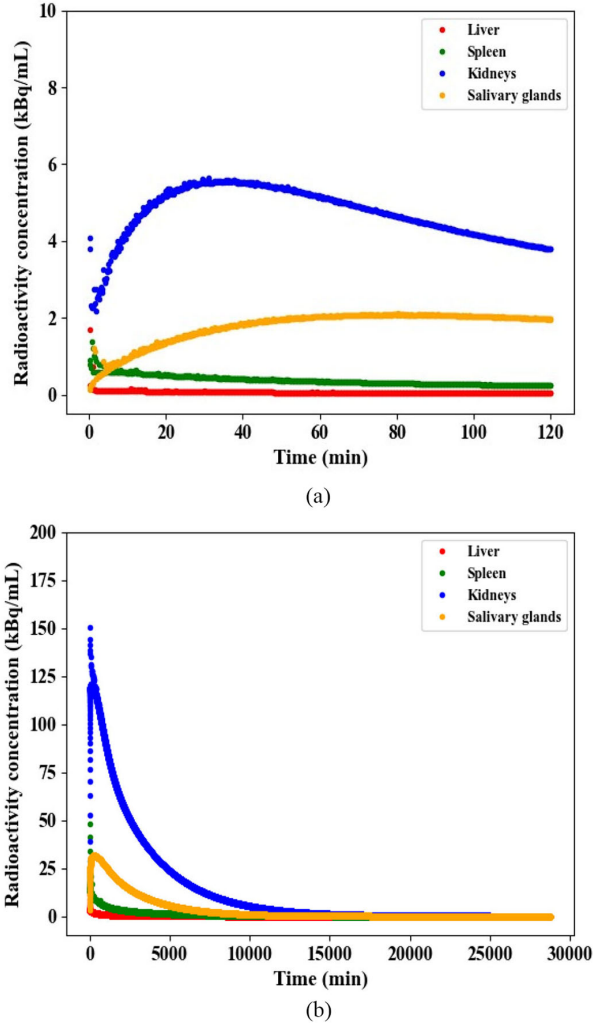 10
8
6
4
2
0
Radioactivity concentration (kBq/mL)
Liver
Spleen
Kidneys
Salivary glands
0 20 40 60 80 100 120
Time (min)
(a)
200
175
150
125
100
75
50
25
0
Radioactivity concentration (kBq/mL)
Liver
Spleen
Kidneys
Salivary glands
0 5000 10000 15000 20000 25000 30000
Time (min)
(b)